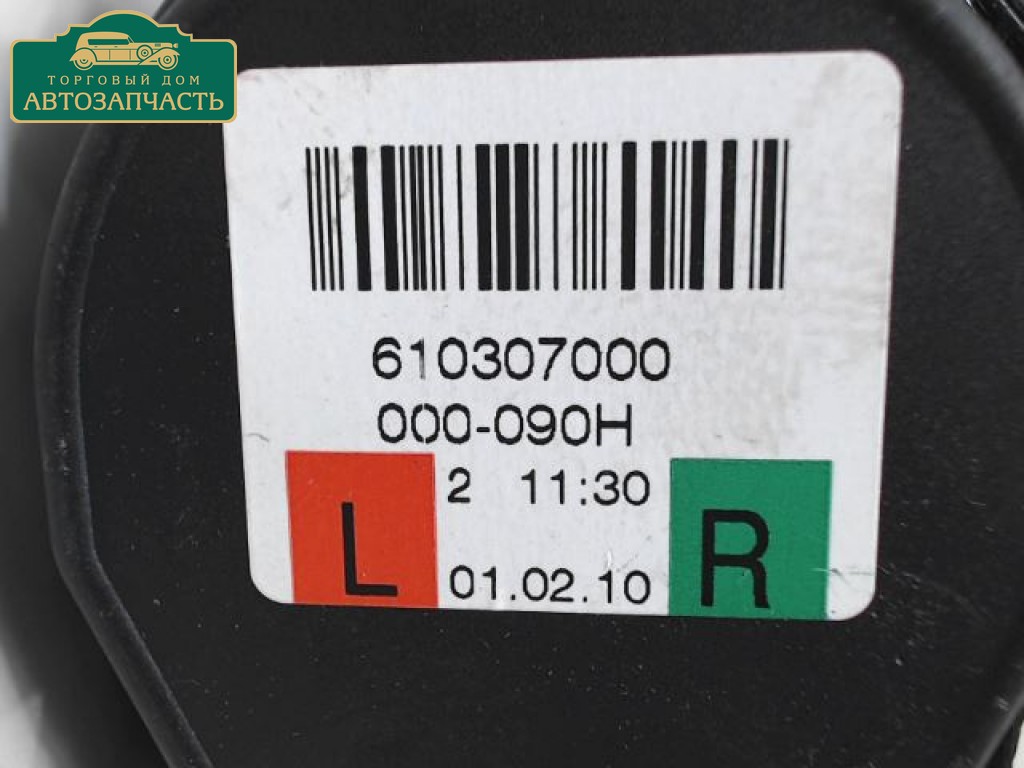 ТОРГОВЫЙ ДОМ
АВТОЗАПЧАСТЬ
610307000
000-090H
L 2 11:30 R
01.02.10